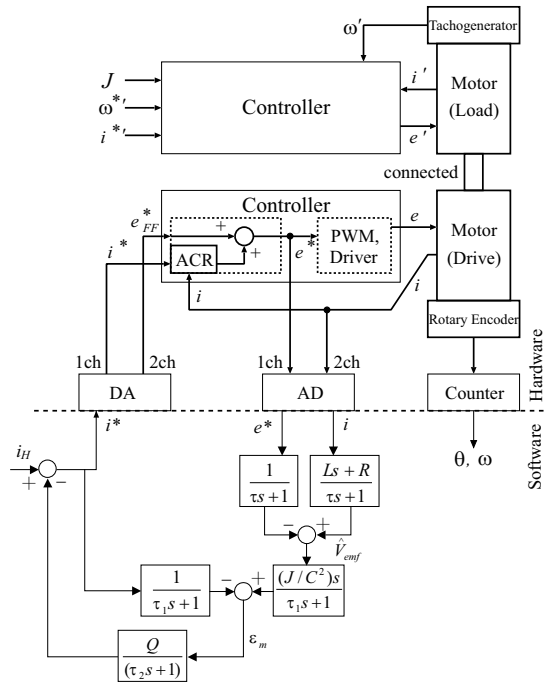 Tachogenerator
ω′
J
ω*′
i*′
Controller
i′
e′
Motor
(Load)
connected
Controller
e*FF
i*
+
+
ACR
e*
PWM,
Driver
e
Motor
(Drive)
i
i
Rotary Encoder
1ch 2ch
1ch 2ch
DA
AD
Counter
Hardware
Software
i*
e*
i
θ, ω
iH
+
−
1
τs+1
Ls+R
τs+1
−
+
V̂emf
1
τ1s+1
−
+
(J/C²)s
τ1s+1
εm
Q
(τ2s+1)